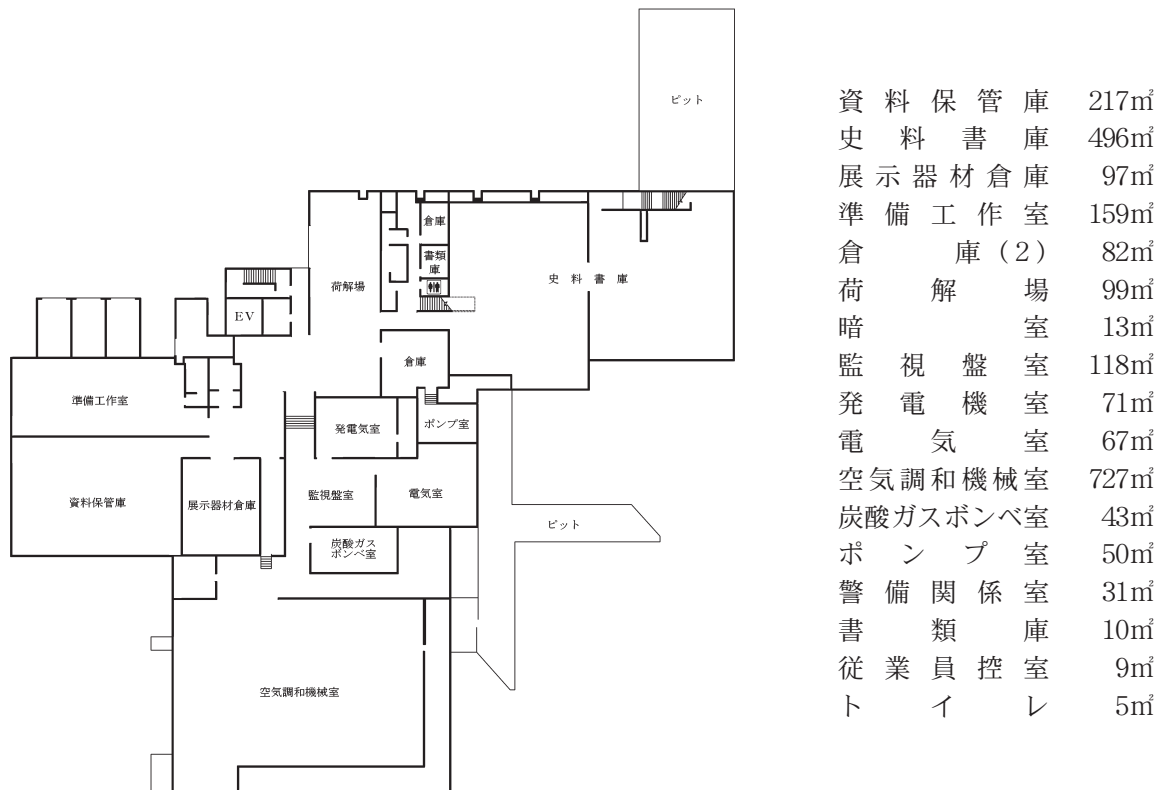 ピット
倉庫
書類
庫
史料書庫
荷解場
EV
倉庫
準備工作室
発電気室
ポンプ室
資料保管庫
展示器材倉庫
監視盤室
電気室
ピット
炭酸ガス
ボンベ室
空気調和機械室
資料保管庫 217㎡
史料書庫 496㎡
展示器材倉庫 97㎡
準備工作室 159㎡
倉庫(2) 82㎡
荷解場 99㎡
暗室 13㎡
監視盤室 118㎡
発電機室 71㎡
電気室 67㎡
空気調和機械室 727㎡
炭酸ガスボンベ室 43㎡
ポンプ室 50㎡
警備関係室 31㎡
書類庫 10㎡
従業員控室 9㎡
トイレ 5㎡